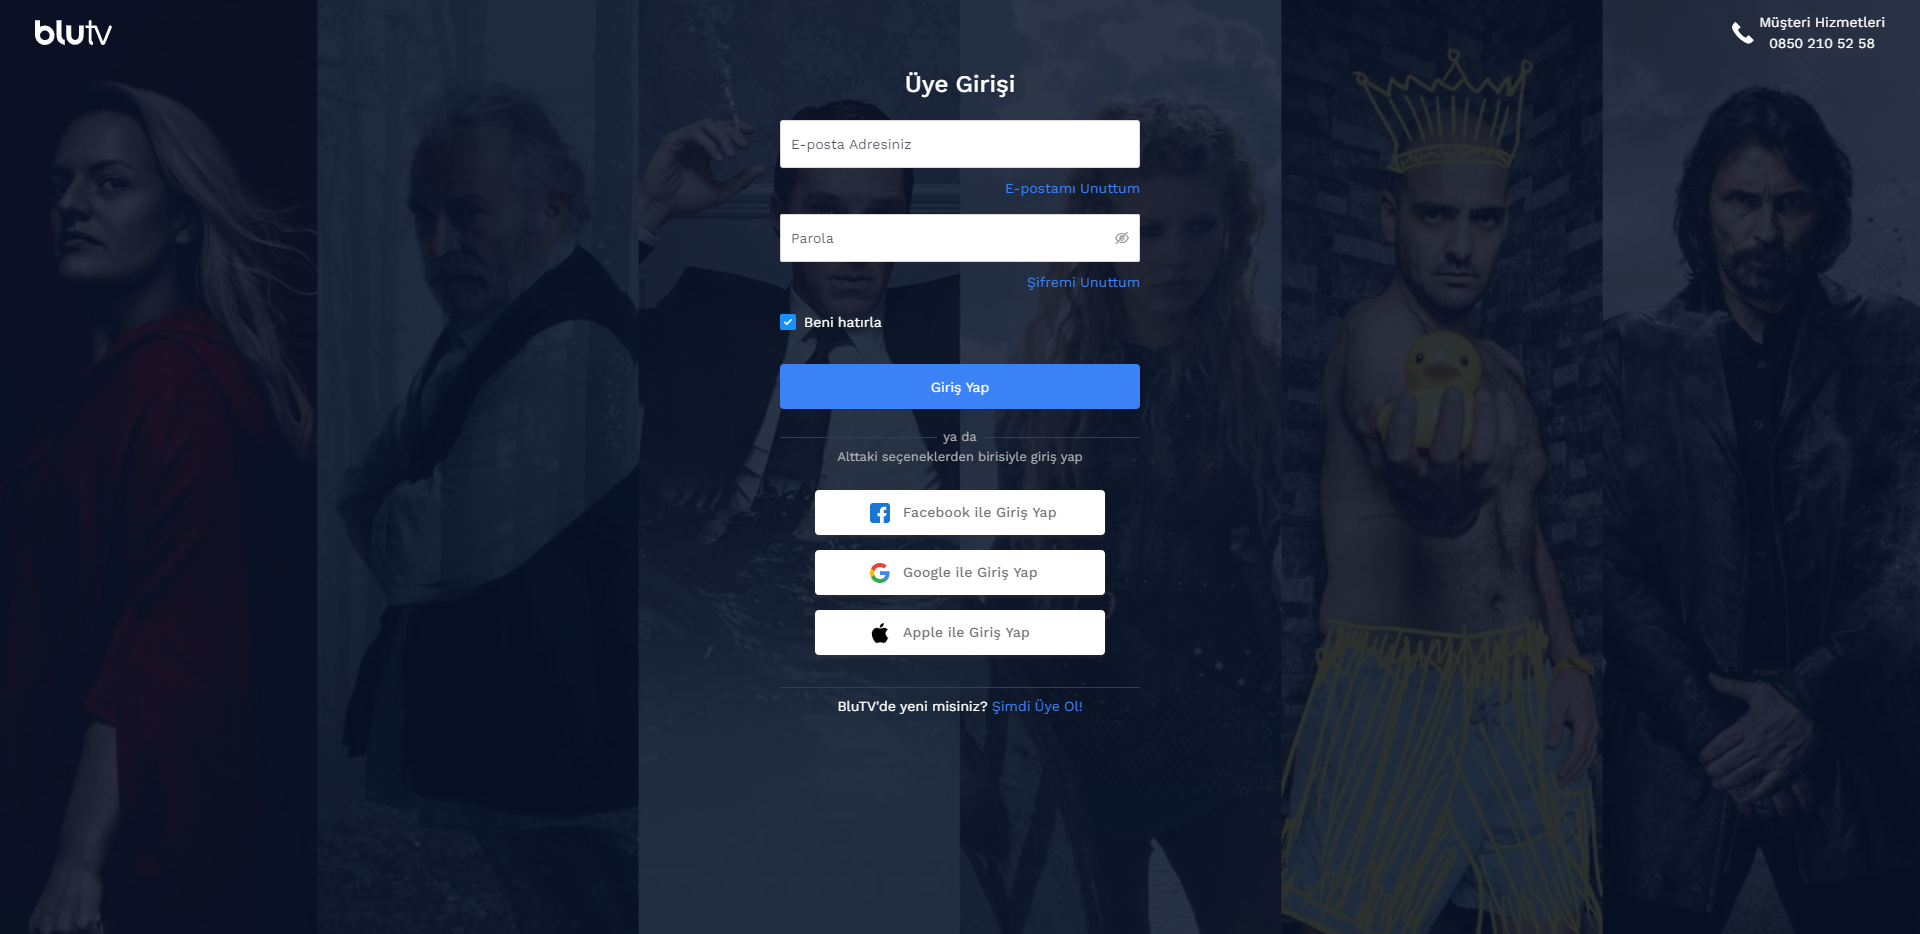 blutv
Müşteri Hizmetleri
0850 210 52 58
Üye Girişi
E-posta Adresiniz
E-postamı Unuttum
Parola
Şifremi Unuttum
Beni hatırla
Giriş Yap
ya da
Alttaki seçeneklerden birisiyle giriş yap
Facebook ile Giriş Yap
Google ile Giriş Yap
Apple ile Giriş Yap
BluTV'de yeni misiniz? Şimdi Üye Ol!